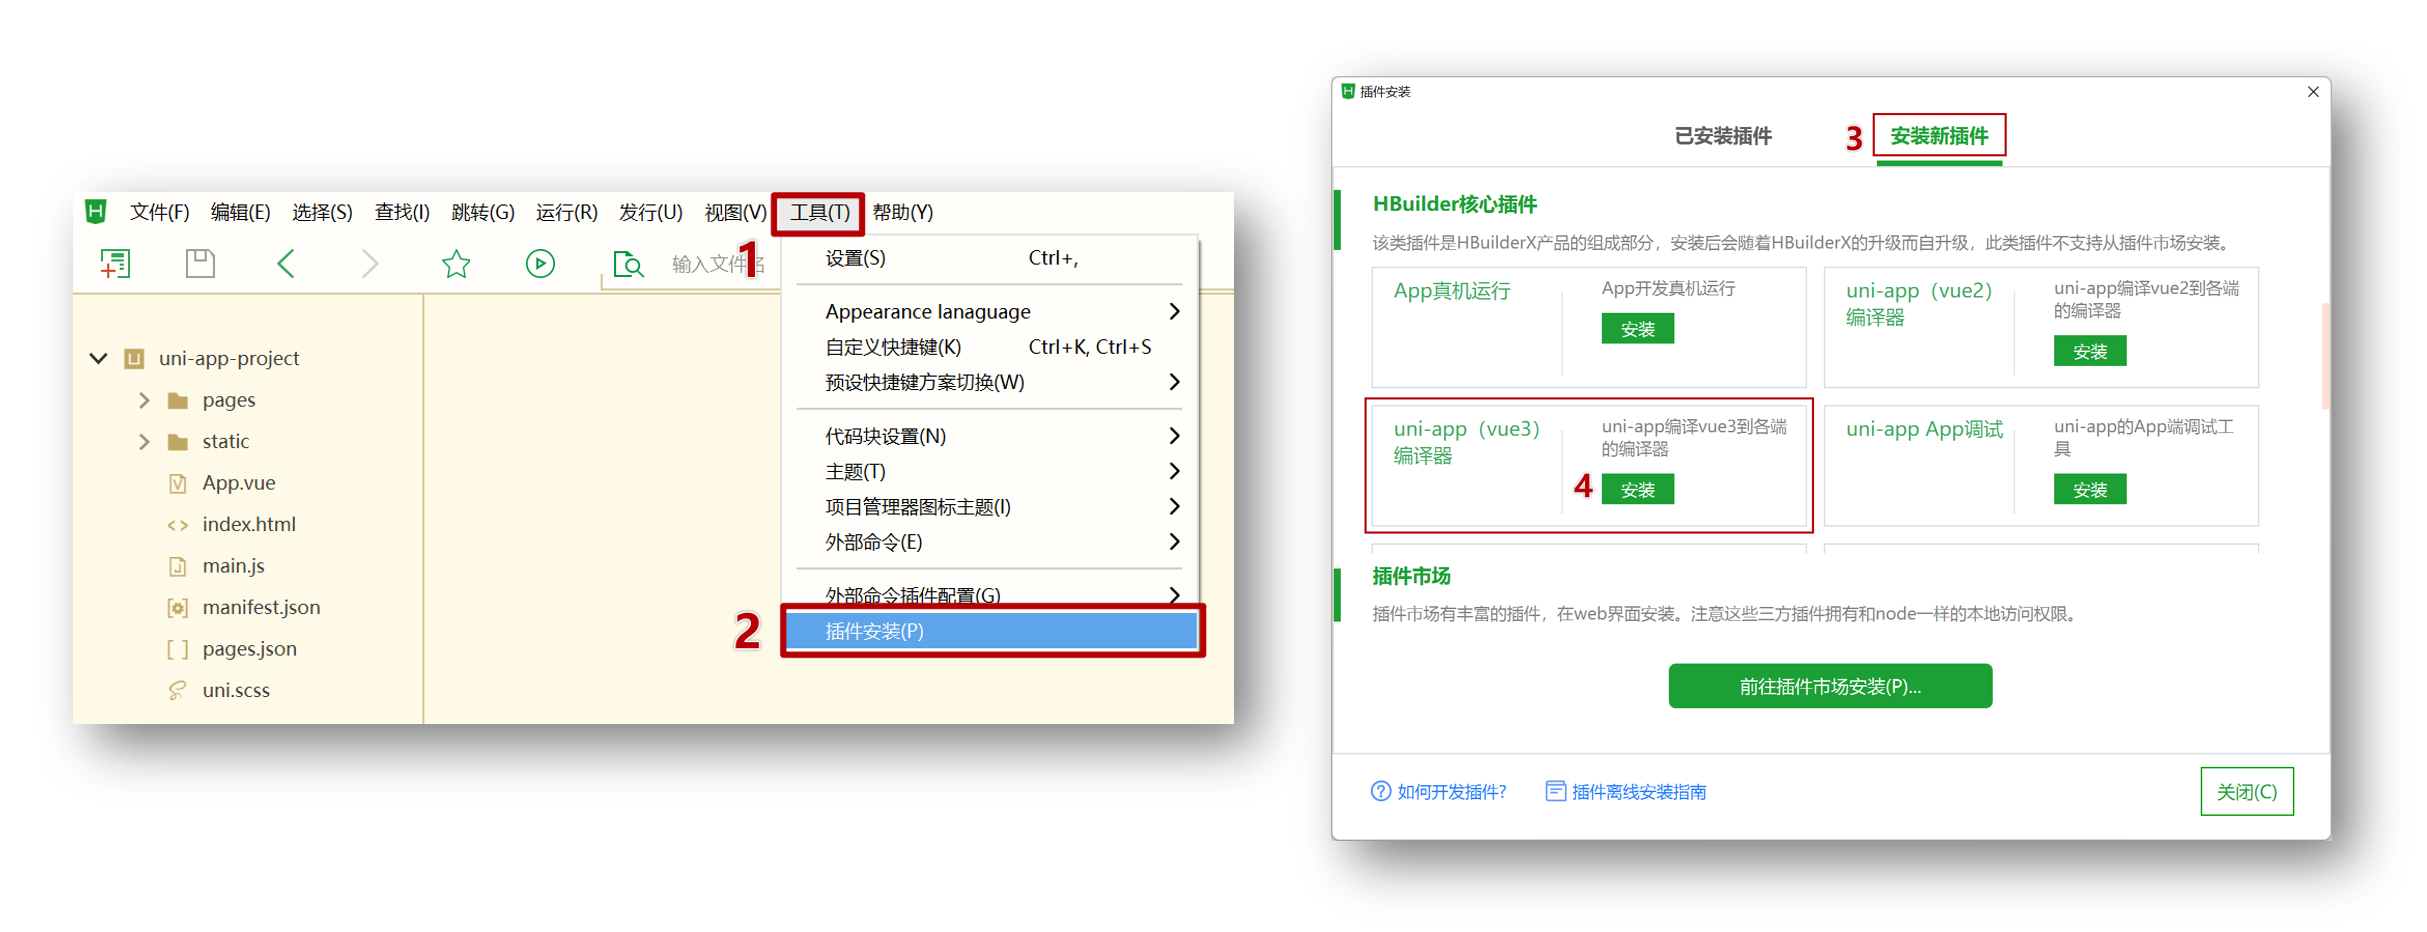 文件(F) 编辑(E) 选择(S) 查找(I) 跳转(G) 运行(R) 发行(U) 视图(V) 工具(T) 帮助(Y)
输入文件名
1
设置(S) Ctrl+,
Appearance lanaguage
自定义快捷键(K) Ctrl+K, Ctrl+S
预设快捷键方案切换(W)
代码块设置(N)
主题(T)
项目管理器图标主题(I)
外部命令(E)
外部命令插件配置(G)
2
插件安装(P)
uni-app-project
pages
static
App.vue
index.html
main.js
manifest.json
pages.json
uni.scss
插件安装
已安装插件
3
安装新插件
HBuilder核心插件
该类插件是HBuilderX产品的组成部分，安装后会随着HBuilderX的升级而自升级，此类插件不支持从插件市场安装。
App真机运行
App开发真机运行
安装
uni-app（vue2）
编译器
uni-app编译vue2到各端
的编译器
安装
uni-app（vue3）
编译器
uni-app编译vue3到各端
的编译器
4
安装
uni-app App调试
uni-app的App端调试工
具
安装
插件市场
插件市场有丰富的插件，在web界面安装。注意这些三方插件拥有和node一样的本地访问权限。
前往插件市场安装(P)...
如何开发插件?
插件离线安装指南
关闭(C)